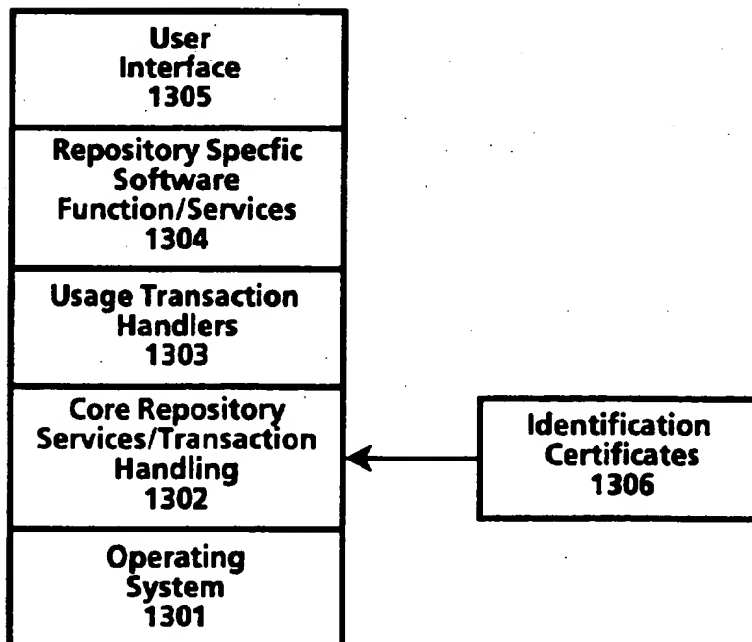 User
Interface
1305
Repository Specfic
Software
Function/Services
1304
Usage Transaction
Handlers
1303
Core Repository
Services/Transaction
Handling
1302
Identification
Certificates
1306
Operating
System
1301